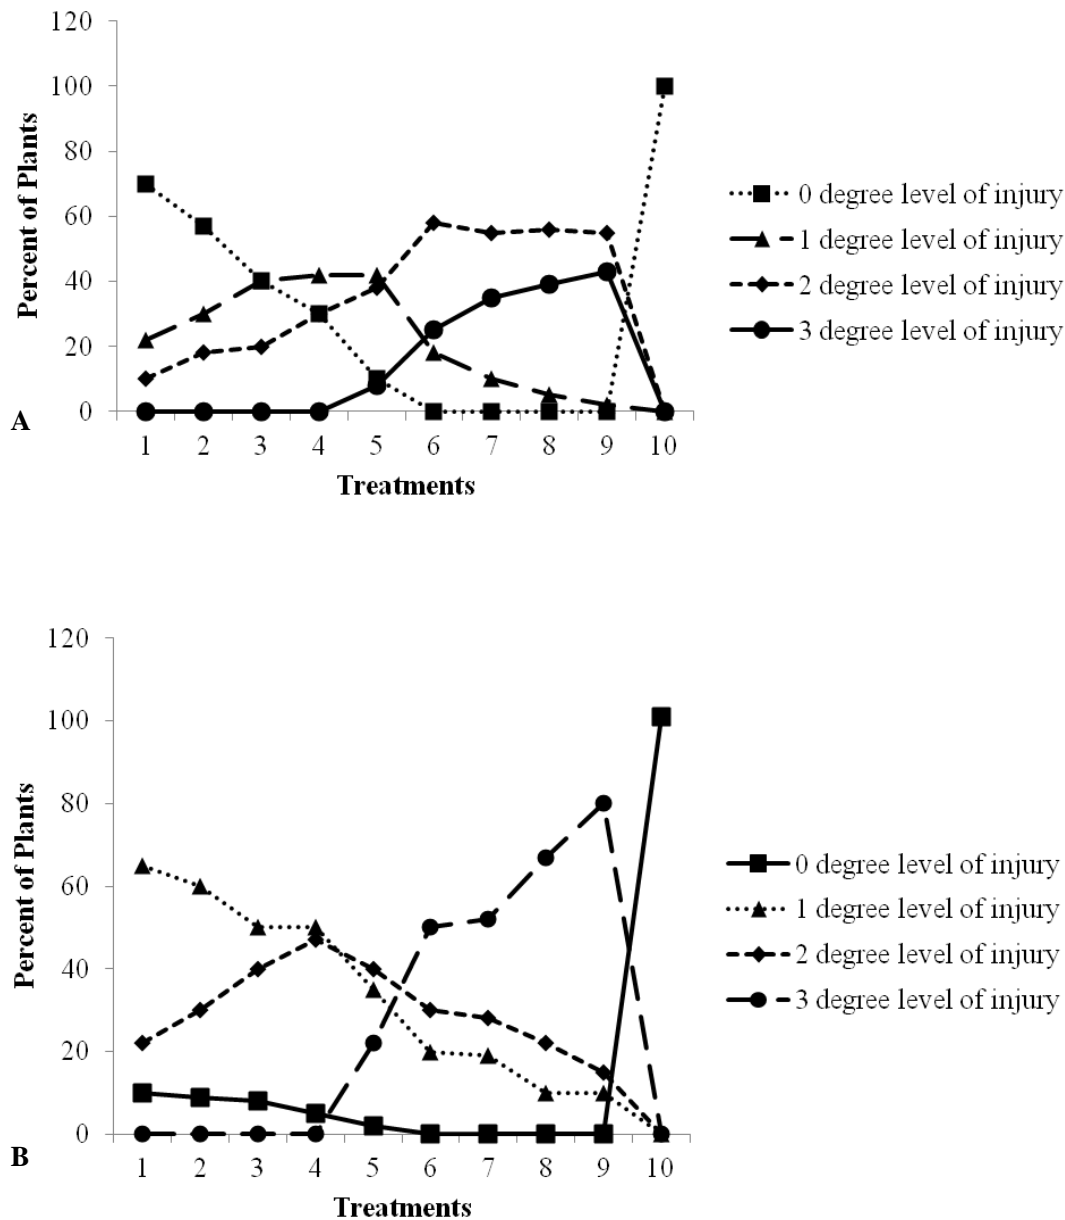 120
100
80
60
40
20
0
Percent of Plants
A
1 2 3 4 5 6 7 8 9 10
Treatments
0 degree level of injury
1 degree level of injury
2 degree level of injury
3 degree level of injury
120
100
80
60
40
20
0
Percent of Plants
B
1 2 3 4 5 6 7 8 9 10
Treatments
0 degree level of injury
1 degree level of injury
2 degree level of injury
3 degree level of injury